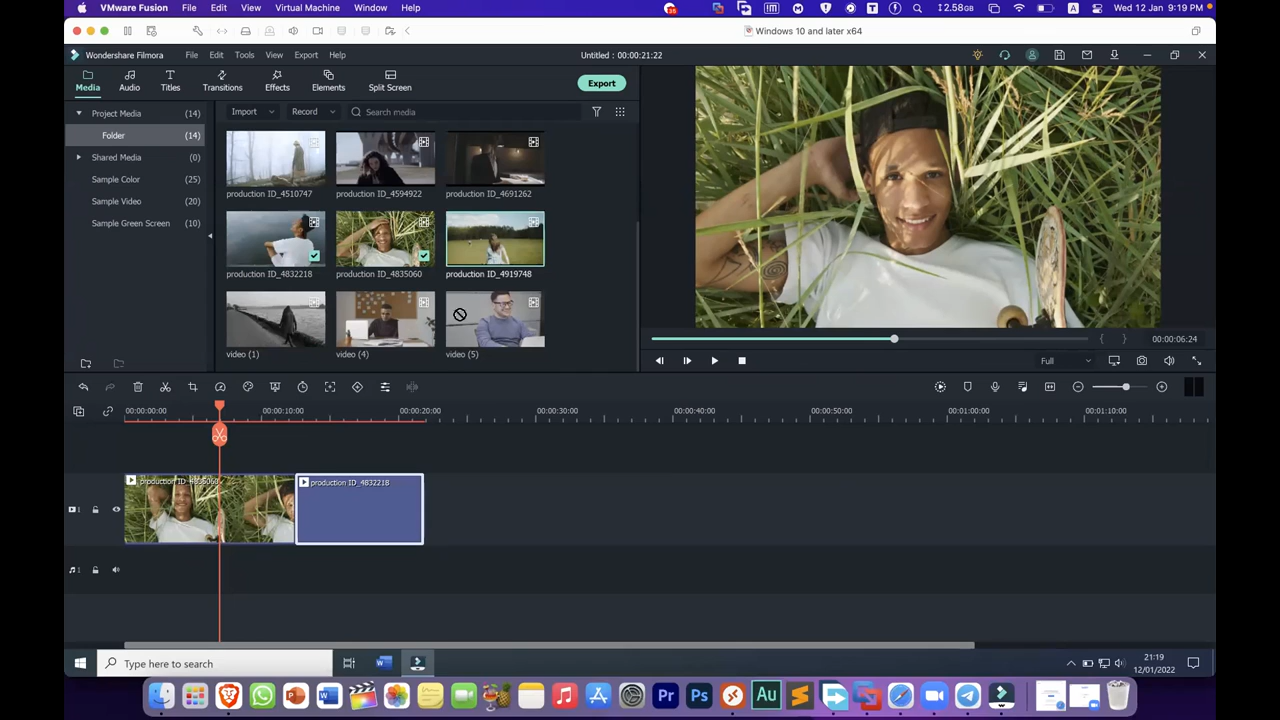 VMware Fusion File Edit View Virtual Machine Window Help
2.58GB A Wed 12 Jan 9:19 PM
Windows 10 and later x64
Wondershare Filmora File Edit Tools View Export Help Untitled : 00:00:21:22
Media Audio Titles Transitions Effects Elements Split Screen Export
Project Media (14) Import Record Search media
Folder (14)
Shared Media (0)
Sample Color (25)
Sample Video (20)
Sample Green Screen (10)
production ID_4510747 production ID_4594922 production ID_4691262
production ID_4832218 production ID_4835060 production ID_4919748
video (1) video (4) video (5)
{ } 00:00:06:24
Full
00:00:00:00 00:00:10:00 00:00:20:00 00:00:30:00 00:00:40:00 00:00:50:00 00:01:00:00 00:01:10:00
production ID_4835060 production ID_4832218
1
1
Type here to search
21:19
12/01/2022
Pr Ps Au